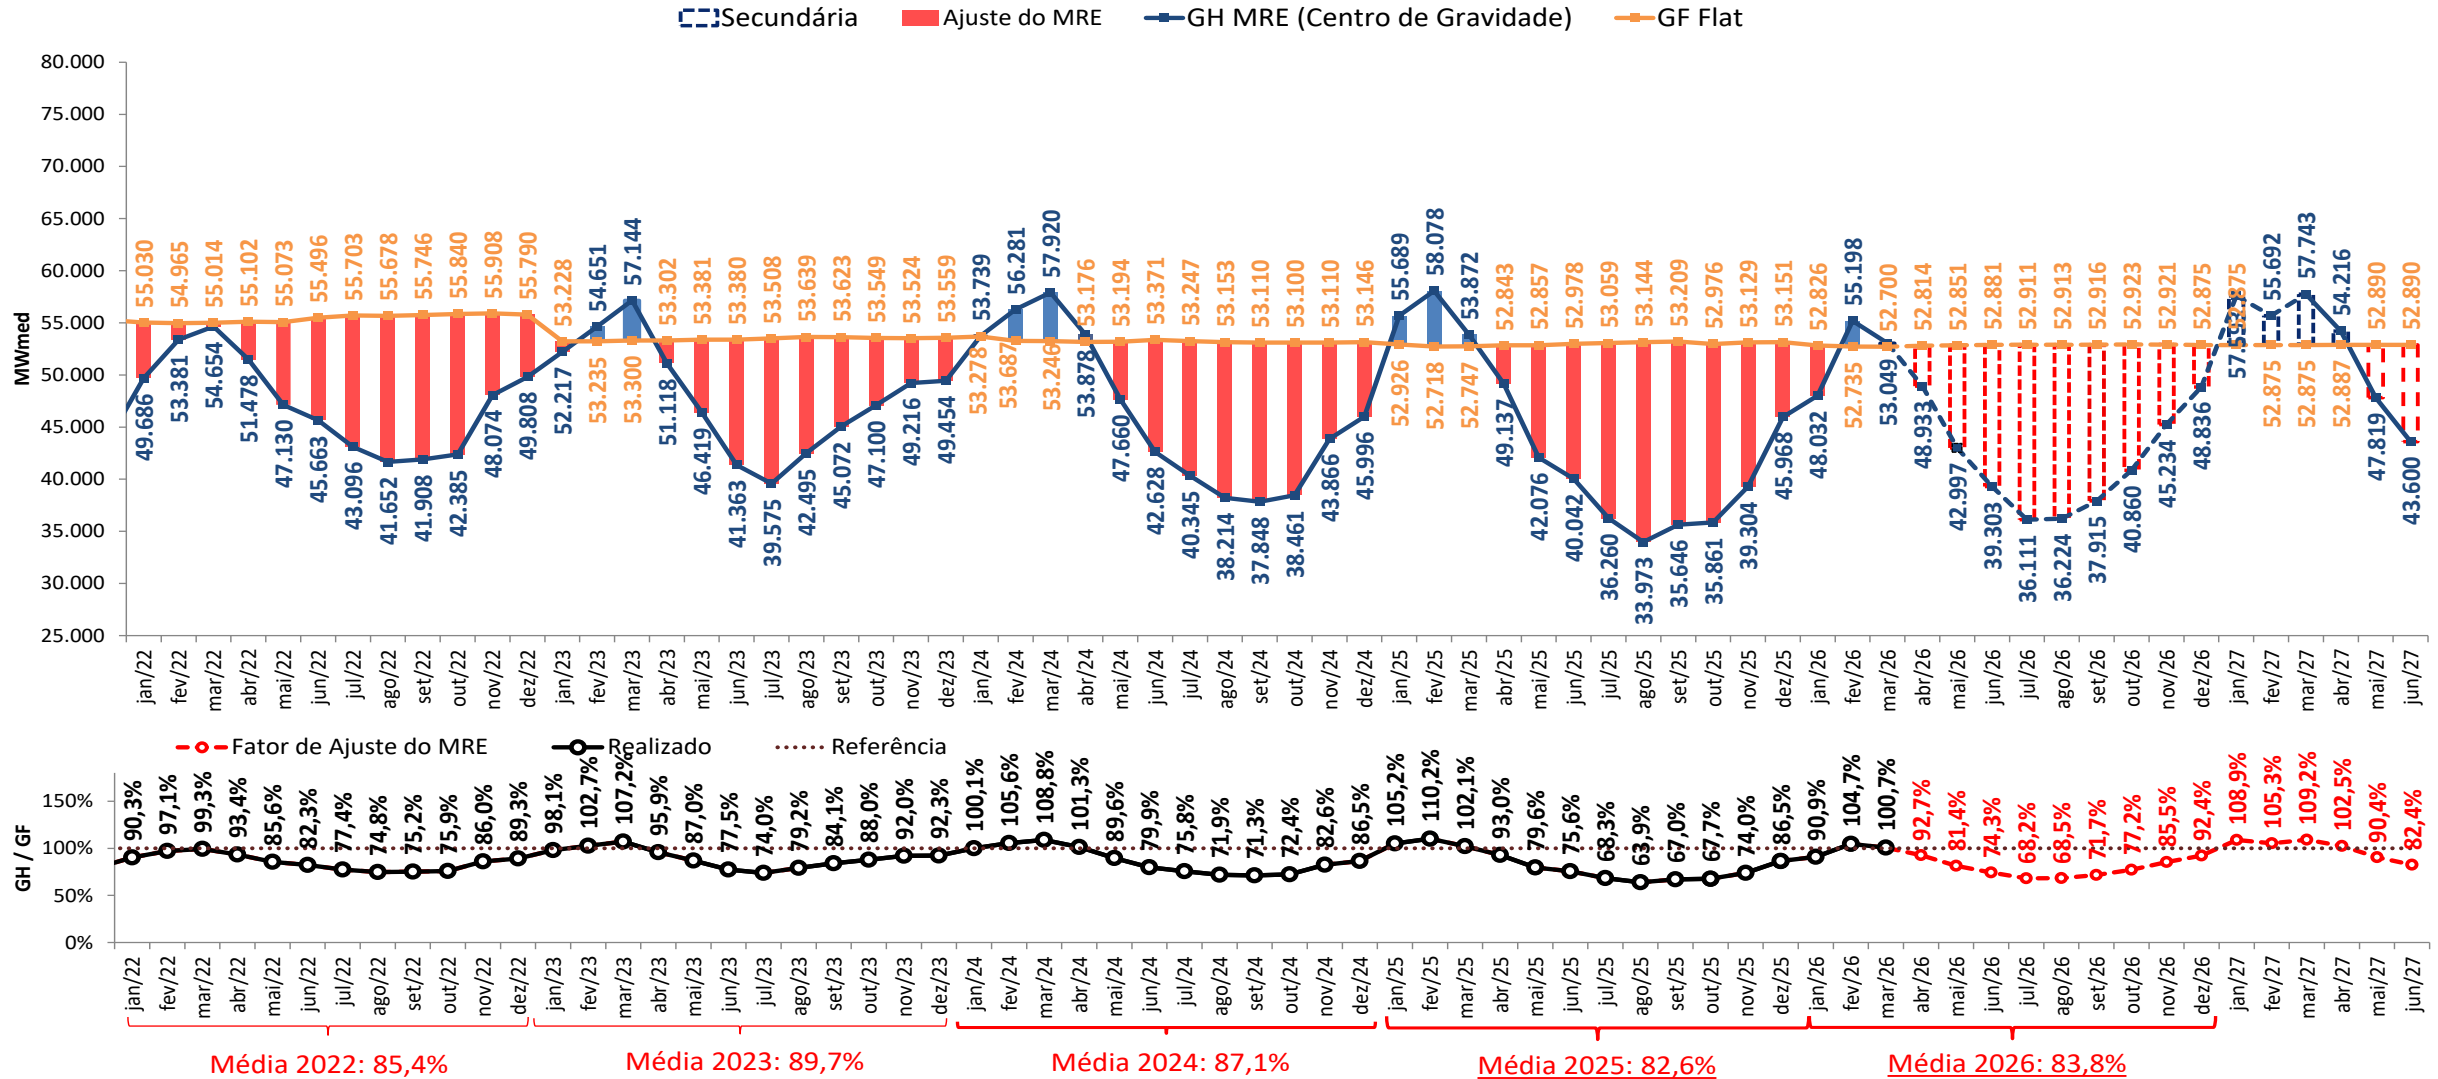 Secundária Ajuste do MRE GH MRE (Centro de Gravidade) GF Flat
MWmed
80.000
75.000
70.000
65.000
60.000
55.000
50.000
45.000
40.000
35.000
30.000
25.000
55.030 54.965 55.014 55.102 55.073 55.496 55.703 55.678 55.746 55.840 55.908 55.790 53.228 53.235 53.300 53.302 53.381 53.380 53.508 53.639 53.623 53.549 53.524 53.559 53.278 53.687 53.246 53.176 53.194 53.371 53.247 53.153 53.110 53.100 53.110 53.146 52.926 52.718 52.747 52.843 52.857 52.978 53.059 53.144 53.209 52.976 53.129 53.151 52.826 52.735 52.700 52.814 52.851 52.881 52.911 52.913 52.916 52.923 52.921 52.875 52.875 52.875 52.875 52.887 52.890 52.890
49.686 53.381 54.654 51.478 47.130 45.663 43.096 41.652 41.908 42.385 48.074 49.808 52.217 54.651 57.144 51.118 46.419 41.363 39.575 42.495 45.072 47.100 49.216 49.454 53.739 56.281 57.920 53.878 47.660 42.628 40.345 38.214 37.848 38.461 43.866 45.996 55.689 58.078 53.872 49.137 42.076 40.042 36.260 33.973 35.646 35.861 39.304 45.968 48.032 55.198 53.049 48.933 42.997 39.303 36.111 36.224 37.915 40.860 45.234 48.836 55.692 57.743 54.216 47.819 43.600
jan/22 fev/22 mar/22 abr/22 mai/22 jun/22 jul/22 ago/22 set/22 out/22 nov/22 dez/22 jan/23 fev/23 mar/23 abr/23 mai/23 jun/23 jul/23 ago/23 set/23 out/23 nov/23 dez/23 jan/24 fev/24 mar/24 abr/24 mai/24 jun/24 jul/24 ago/24 set/24 out/24 nov/24 dez/24 jan/25 fev/25 mar/25 abr/25 mai/25 jun/25 jul/25 ago/25 set/25 out/25 nov/25 dez/25 jan/26 fev/26 mar/26 abr/26 mai/26 jun/26 jul/26 ago/26 set/26 out/26 nov/26 dez/26 jan/27 fev/27 mar/27 abr/27 mai/27 jun/27
Fator de Ajuste do MRE Realizado Referência
GH / GF
150%
100%
50%
0%
90,3% 97,1% 99,3% 93,4% 85,6% 82,3% 77,4% 74,8% 75,2% 75,9% 86,0% 89,3% 98,1% 102,7% 107,2% 95,9% 87,0% 77,5% 74,0% 79,2% 84,1% 88,0% 92,0% 92,3% 100,1% 105,6% 108,8% 101,3% 89,6% 79,9% 75,8% 71,9% 71,3% 72,4% 82,6% 86,5% 105,2% 110,2% 102,1% 93,0% 79,6% 75,6% 68,3% 63,9% 67,0% 67,7% 74,0% 86,5% 90,9% 104,7% 100,7% 92,7% 81,4% 74,3% 68,2% 68,5% 71,7% 77,2% 85,5% 92,4% 108,9% 105,3% 109,2% 102,5% 90,4% 82,4%
jan/22 fev/22 mar/22 abr/22 mai/22 jun/22 jul/22 ago/22 set/22 out/22 nov/22 dez/22 jan/23 fev/23 mar/23 abr/23 mai/23 jun/23 jul/23 ago/23 set/23 out/23 nov/23 dez/23 jan/24 fev/24 mar/24 abr/24 mai/24 jun/24 jul/24 ago/24 set/24 out/24 nov/24 dez/24 jan/25 fev/25 mar/25 abr/25 mai/25 jun/25 jul/25 ago/25 set/25 out/25 nov/25 dez/25 jan/26 fev/26 mar/26 abr/26 mai/26 jun/26 jul/26 ago/26 set/26 out/26 nov/26 dez/26 jan/27 fev/27 mar/27 abr/27 mai/27 jun/27
Média 2022: 85,4% Média 2023: 89,7% Média 2024: 87,1% Média 2025: 82,6% Média 2026: 83,8%